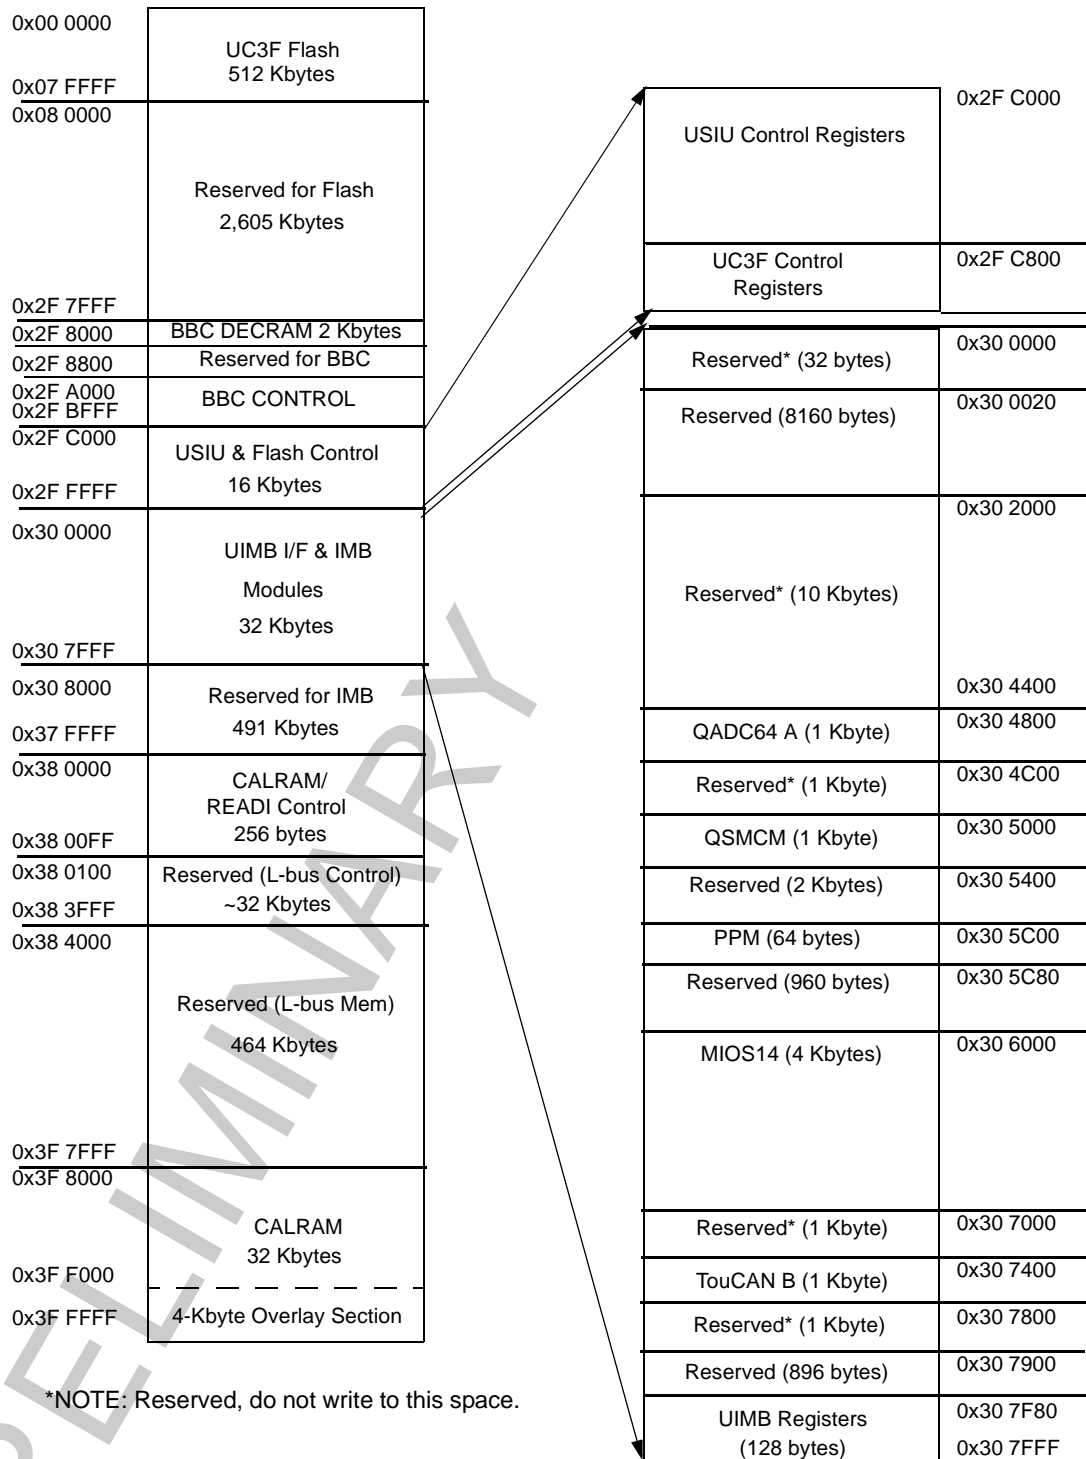 0x00 0000
UC3F Flash
512 Kbytes
0x07 FFFF
0x08 0000
Reserved for Flash
2,605 Kbytes
0x2F 7FFF
0x2F 8000
BBC DECRAM 2 Kbytes
0x2F 8800
Reserved for BBC
0x2F A000
0x2F BFFF
BBC CONTROL
0x2F C000
USIU & Flash Control
16 Kbytes
0x2F FFFF
0x30 0000
UIMB I/F & IMB
Modules
32 Kbytes
0x30 7FFF
0x30 8000
Reserved for IMB
491 Kbytes
0x37 FFFF
0x38 0000
CALRAM/
READI Control
256 bytes
0x38 00FF
0x38 0100
Reserved (L-bus Control)
~32 Kbytes
0x38 3FFF
0x38 4000
Reserved (L-bus Mem)
464 Kbytes
0x3F 7FFF
0x3F 8000
CALRAM
32 Kbytes
0x3F F000
4-Kbyte Overlay Section
0x3F FFFF
*NOTE: Reserved, do not write to this space.
USIU Control Registers
0x2F C000
UC3F Control
Registers
0x2F C800
Reserved* (32 bytes)
0x30 0000
Reserved (8160 bytes)
0x30 0020
0x30 2000
Reserved* (10 Kbytes)
0x30 4400
QADC64 A (1 Kbyte)
0x30 4800
Reserved* (1 Kbyte)
0x30 4C00
QSMCM (1 Kbyte)
0x30 5000
Reserved (2 Kbytes)
0x30 5400
PPM (64 bytes)
0x30 5C00
Reserved (960 bytes)
0x30 5C80
MIOS14 (4 Kbytes)
0x30 6000
Reserved* (1 Kbyte)
0x30 7000
TouCAN B (1 Kbyte)
0x30 7400
Reserved* (1 Kbyte)
0x30 7800
Reserved (896 bytes)
0x30 7900
UIMB Registers
(128 bytes)
0x30 7F80
0x30 7FFF
ELIMINARY